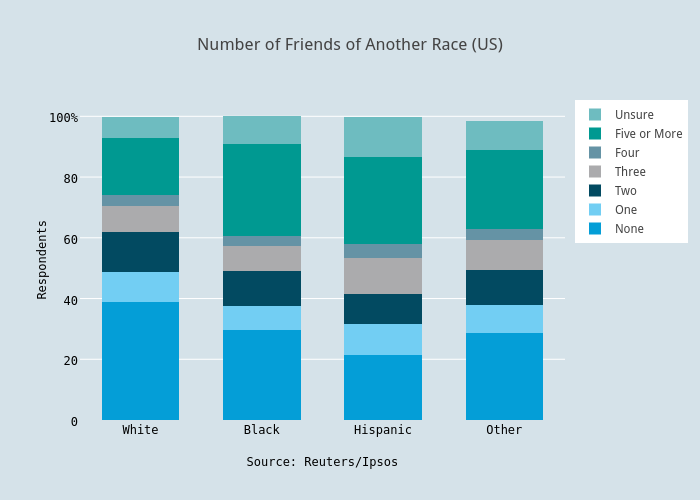 Number of Friends of Another Race (US)
100%
80
60
40
20
0
Respondents
White
Black
Hispanic
Other
Source: Reuters/Ipsos
Unsure
Five or More
Four
Three
Two
One
None